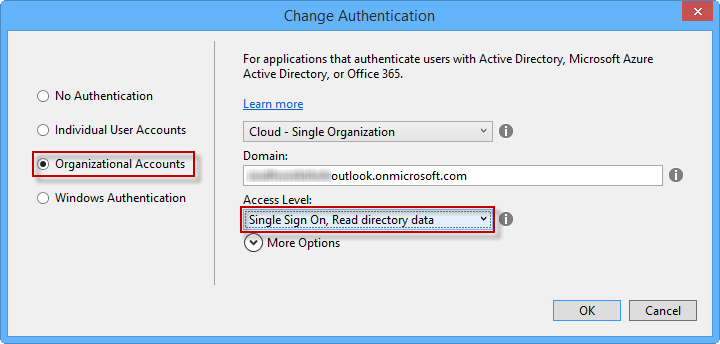 Change Authentication
For applications that authenticate users with Active Directory, Microsoft Azure
Active Directory, or Office 365.
Learn more
No Authentication
Individual User Accounts
Organizational Accounts
Windows Authentication
Cloud - Single Organization
Domain:
outlook.onmicrosoft.com
Access Level:
Single Sign On, Read directory data
More Options
OK
Cancel